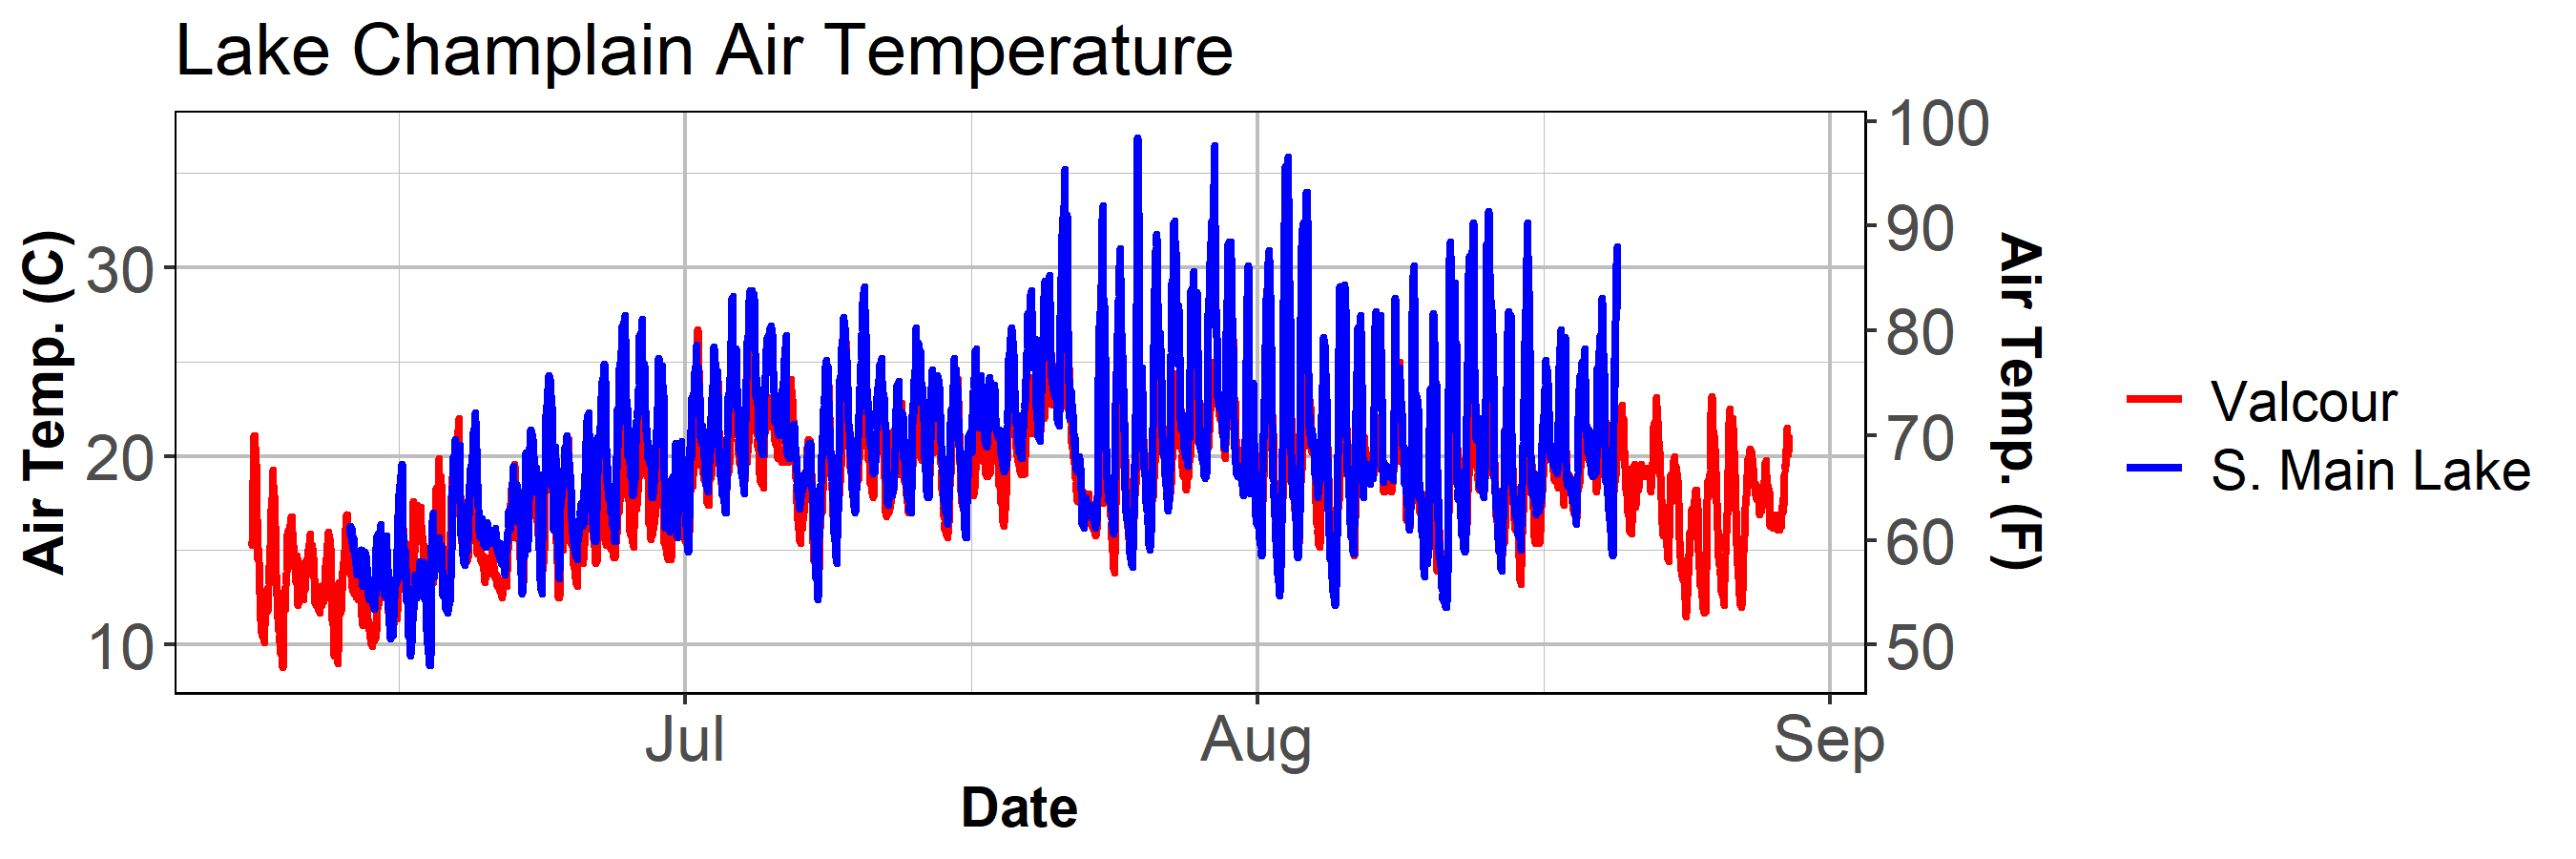 Lake Champlain Air Temperature
Air Temp. (C)
30
20
10
100
90
80
70
60
50
Air Temp. (F)
Jul
Aug
Sep
Date
Valcour
S. Main Lake